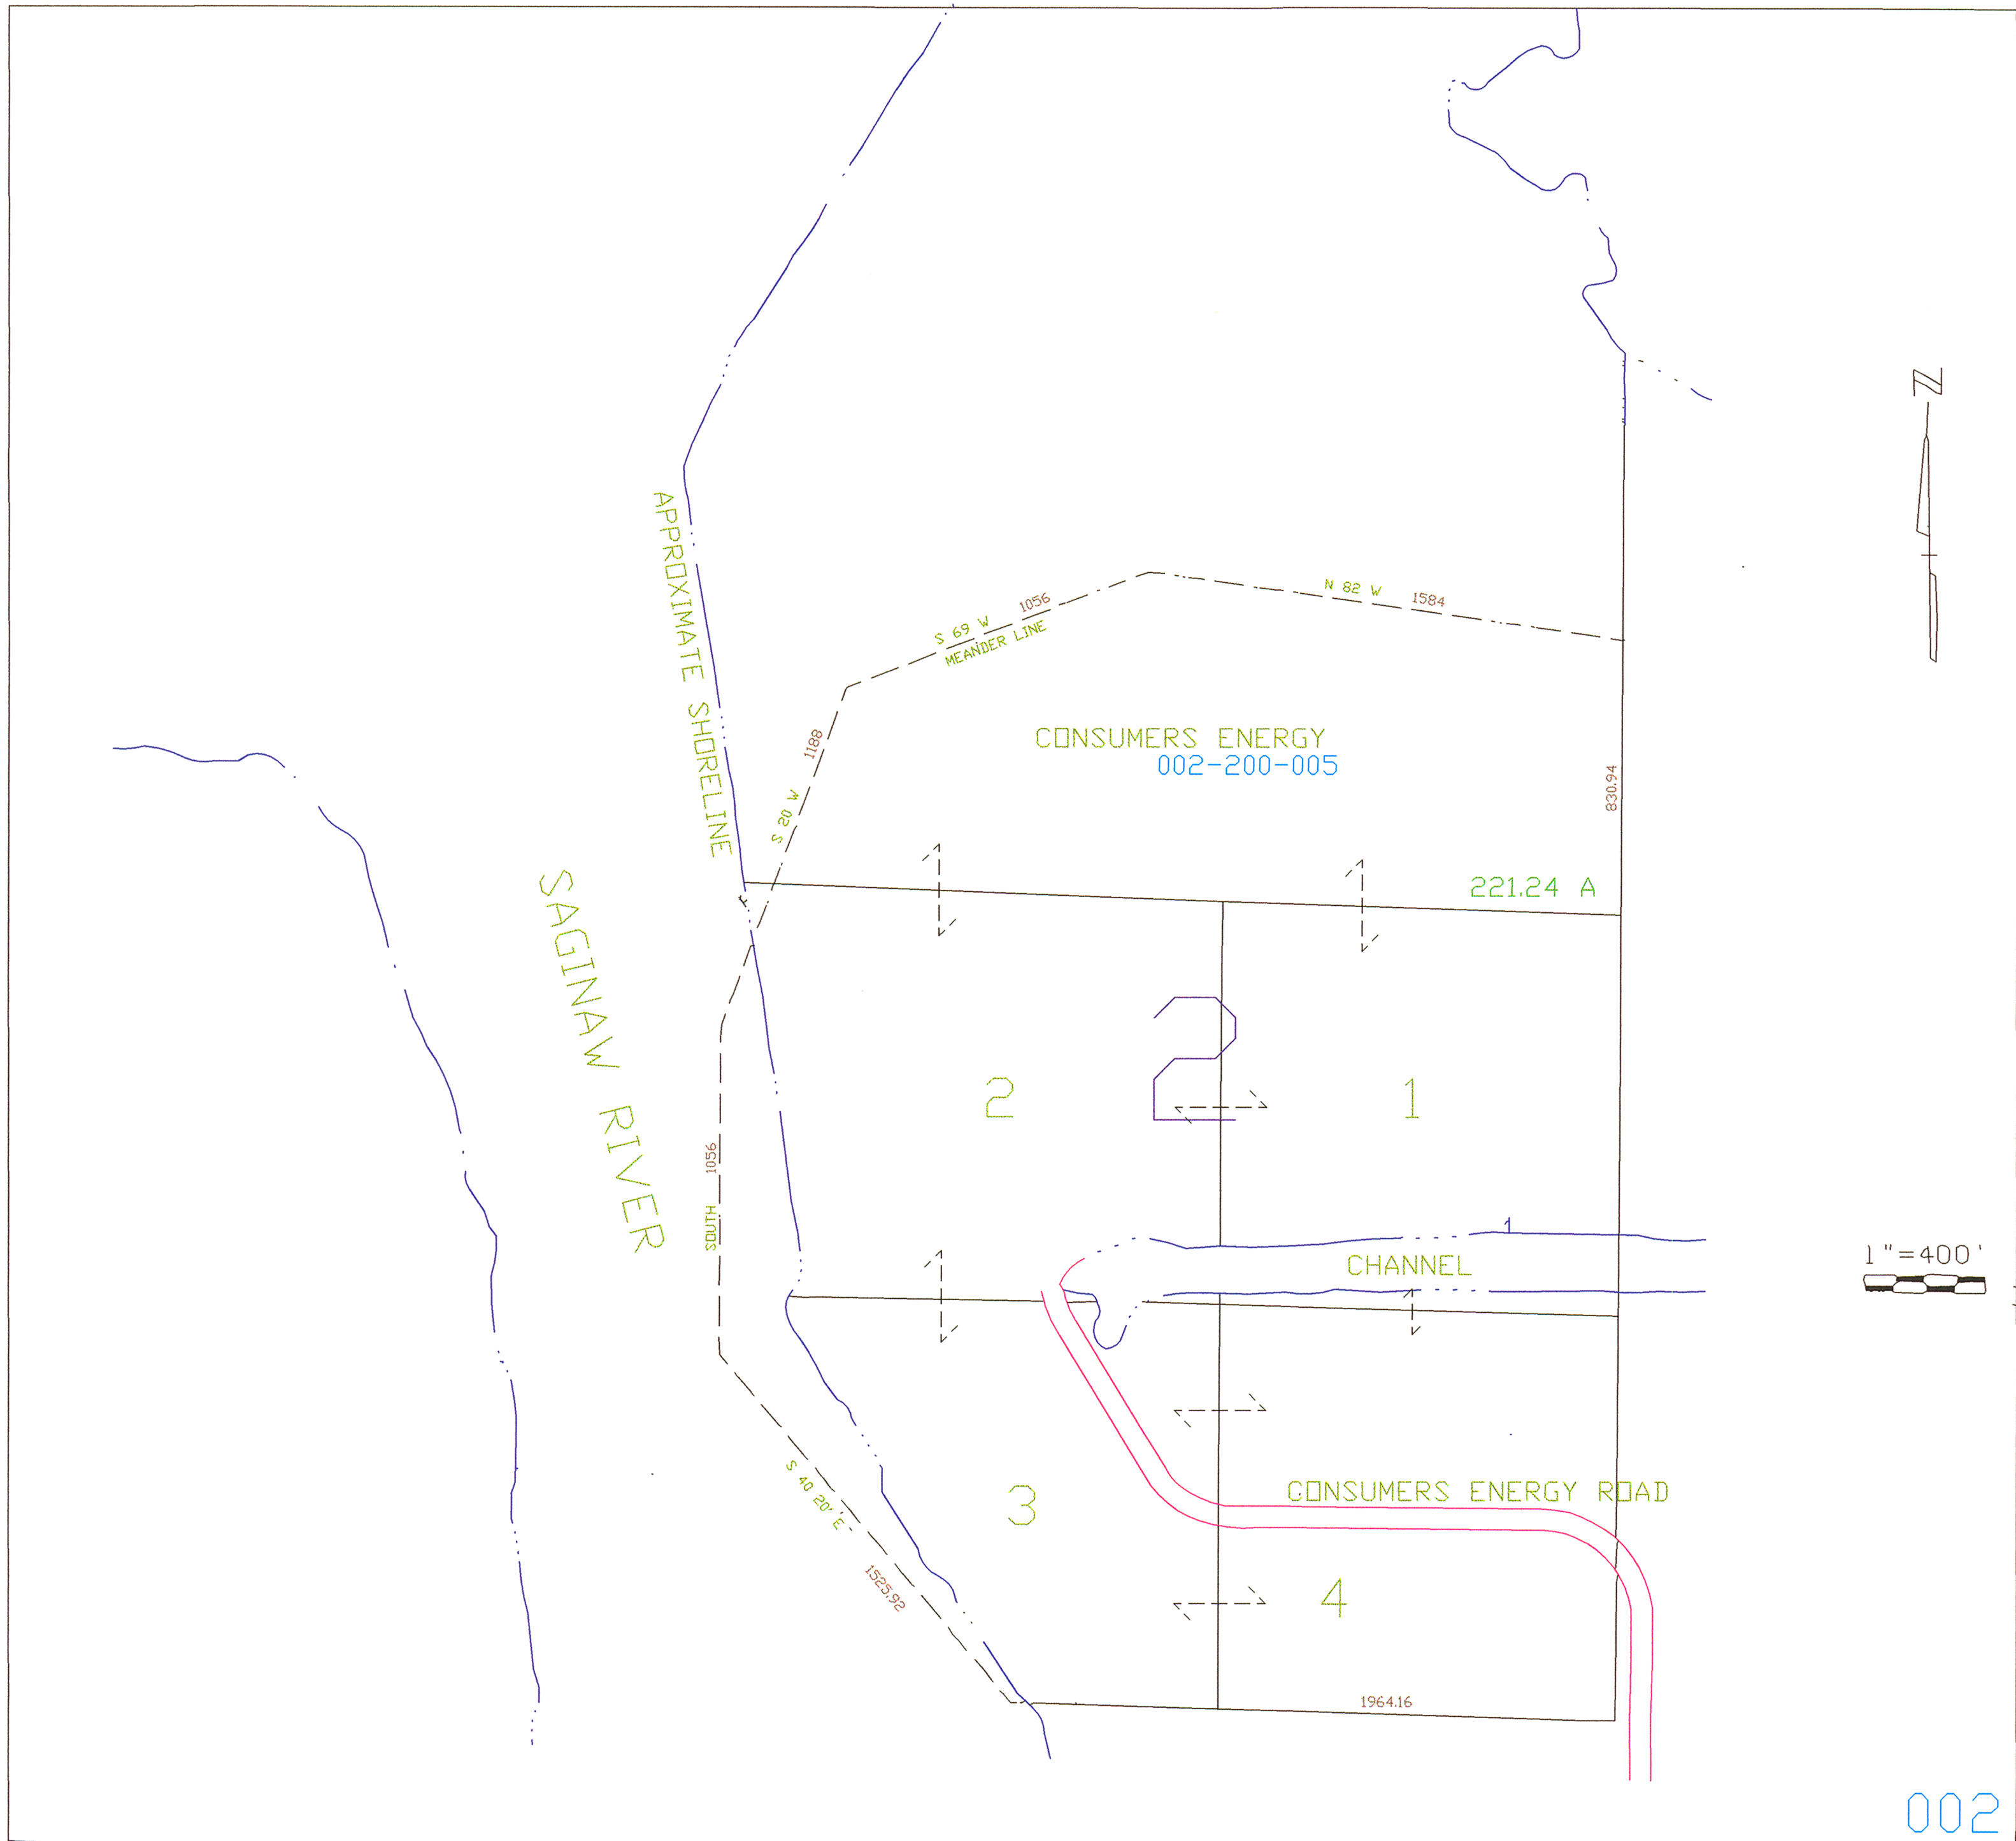 N
APPROXIMATE SHORELINE
N 82 W 1584
S 69 W 1056
MEANDER LINE
1188
S 20 W
CONSUMERS ENERGY
002-200-005
830.94
221.24 A
SAGINAW RIVER
2
2
1
SOUTH 1056
1
CHANNEL
1"=400'
S 40 20' E
1525.92
3
CONSUMERS ENERGY ROAD
4
1964.16
002